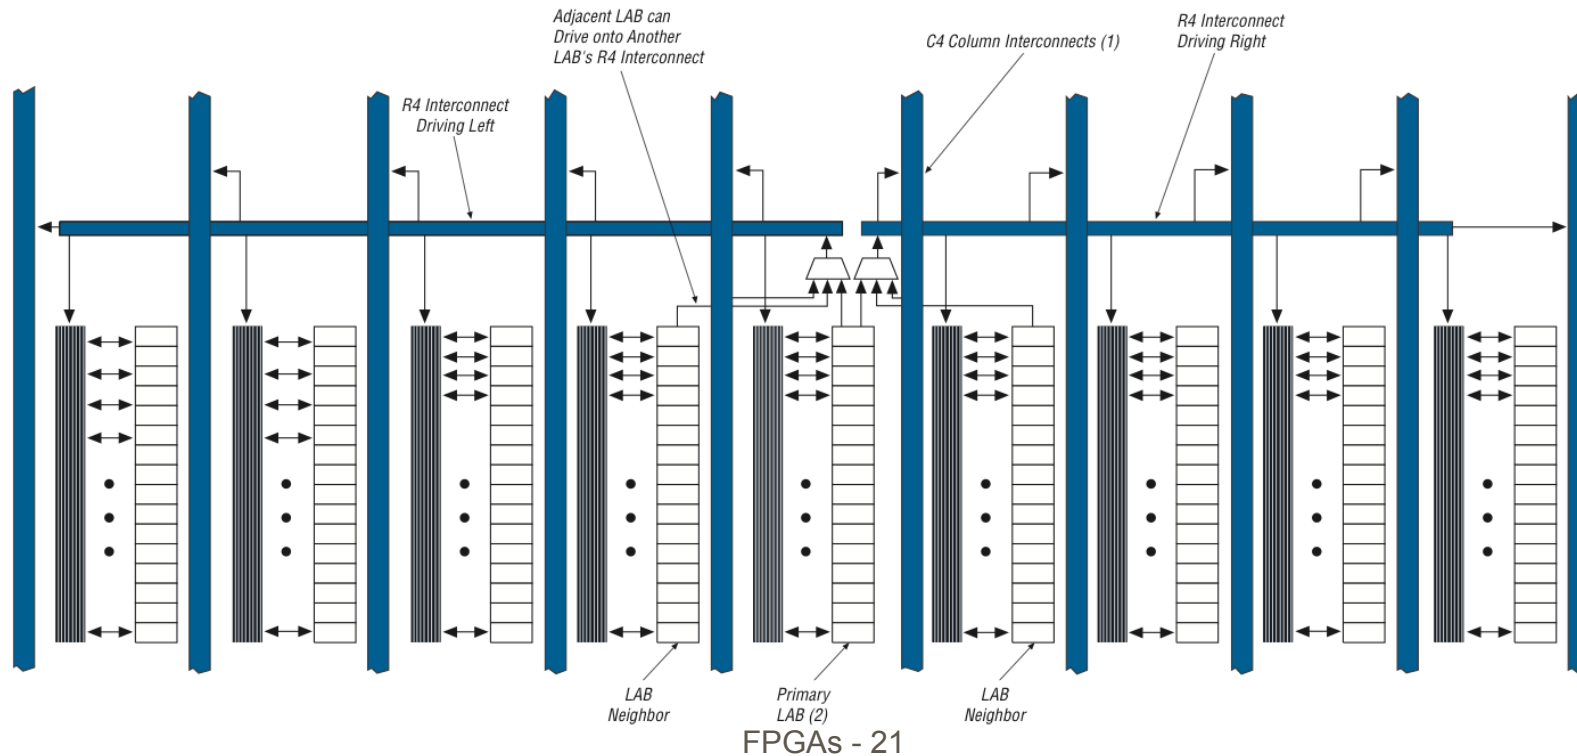 Adjacent LAB can
Drive onto Another
LAB's R4 Interconnect
C4 Column Interconnects (1)
R4 Interconnect
Driving Right
R4 Interconnect
Driving Left
LAB
Neighbor
Primary
LAB (2)
LAB
Neighbor
FPGAs - 21